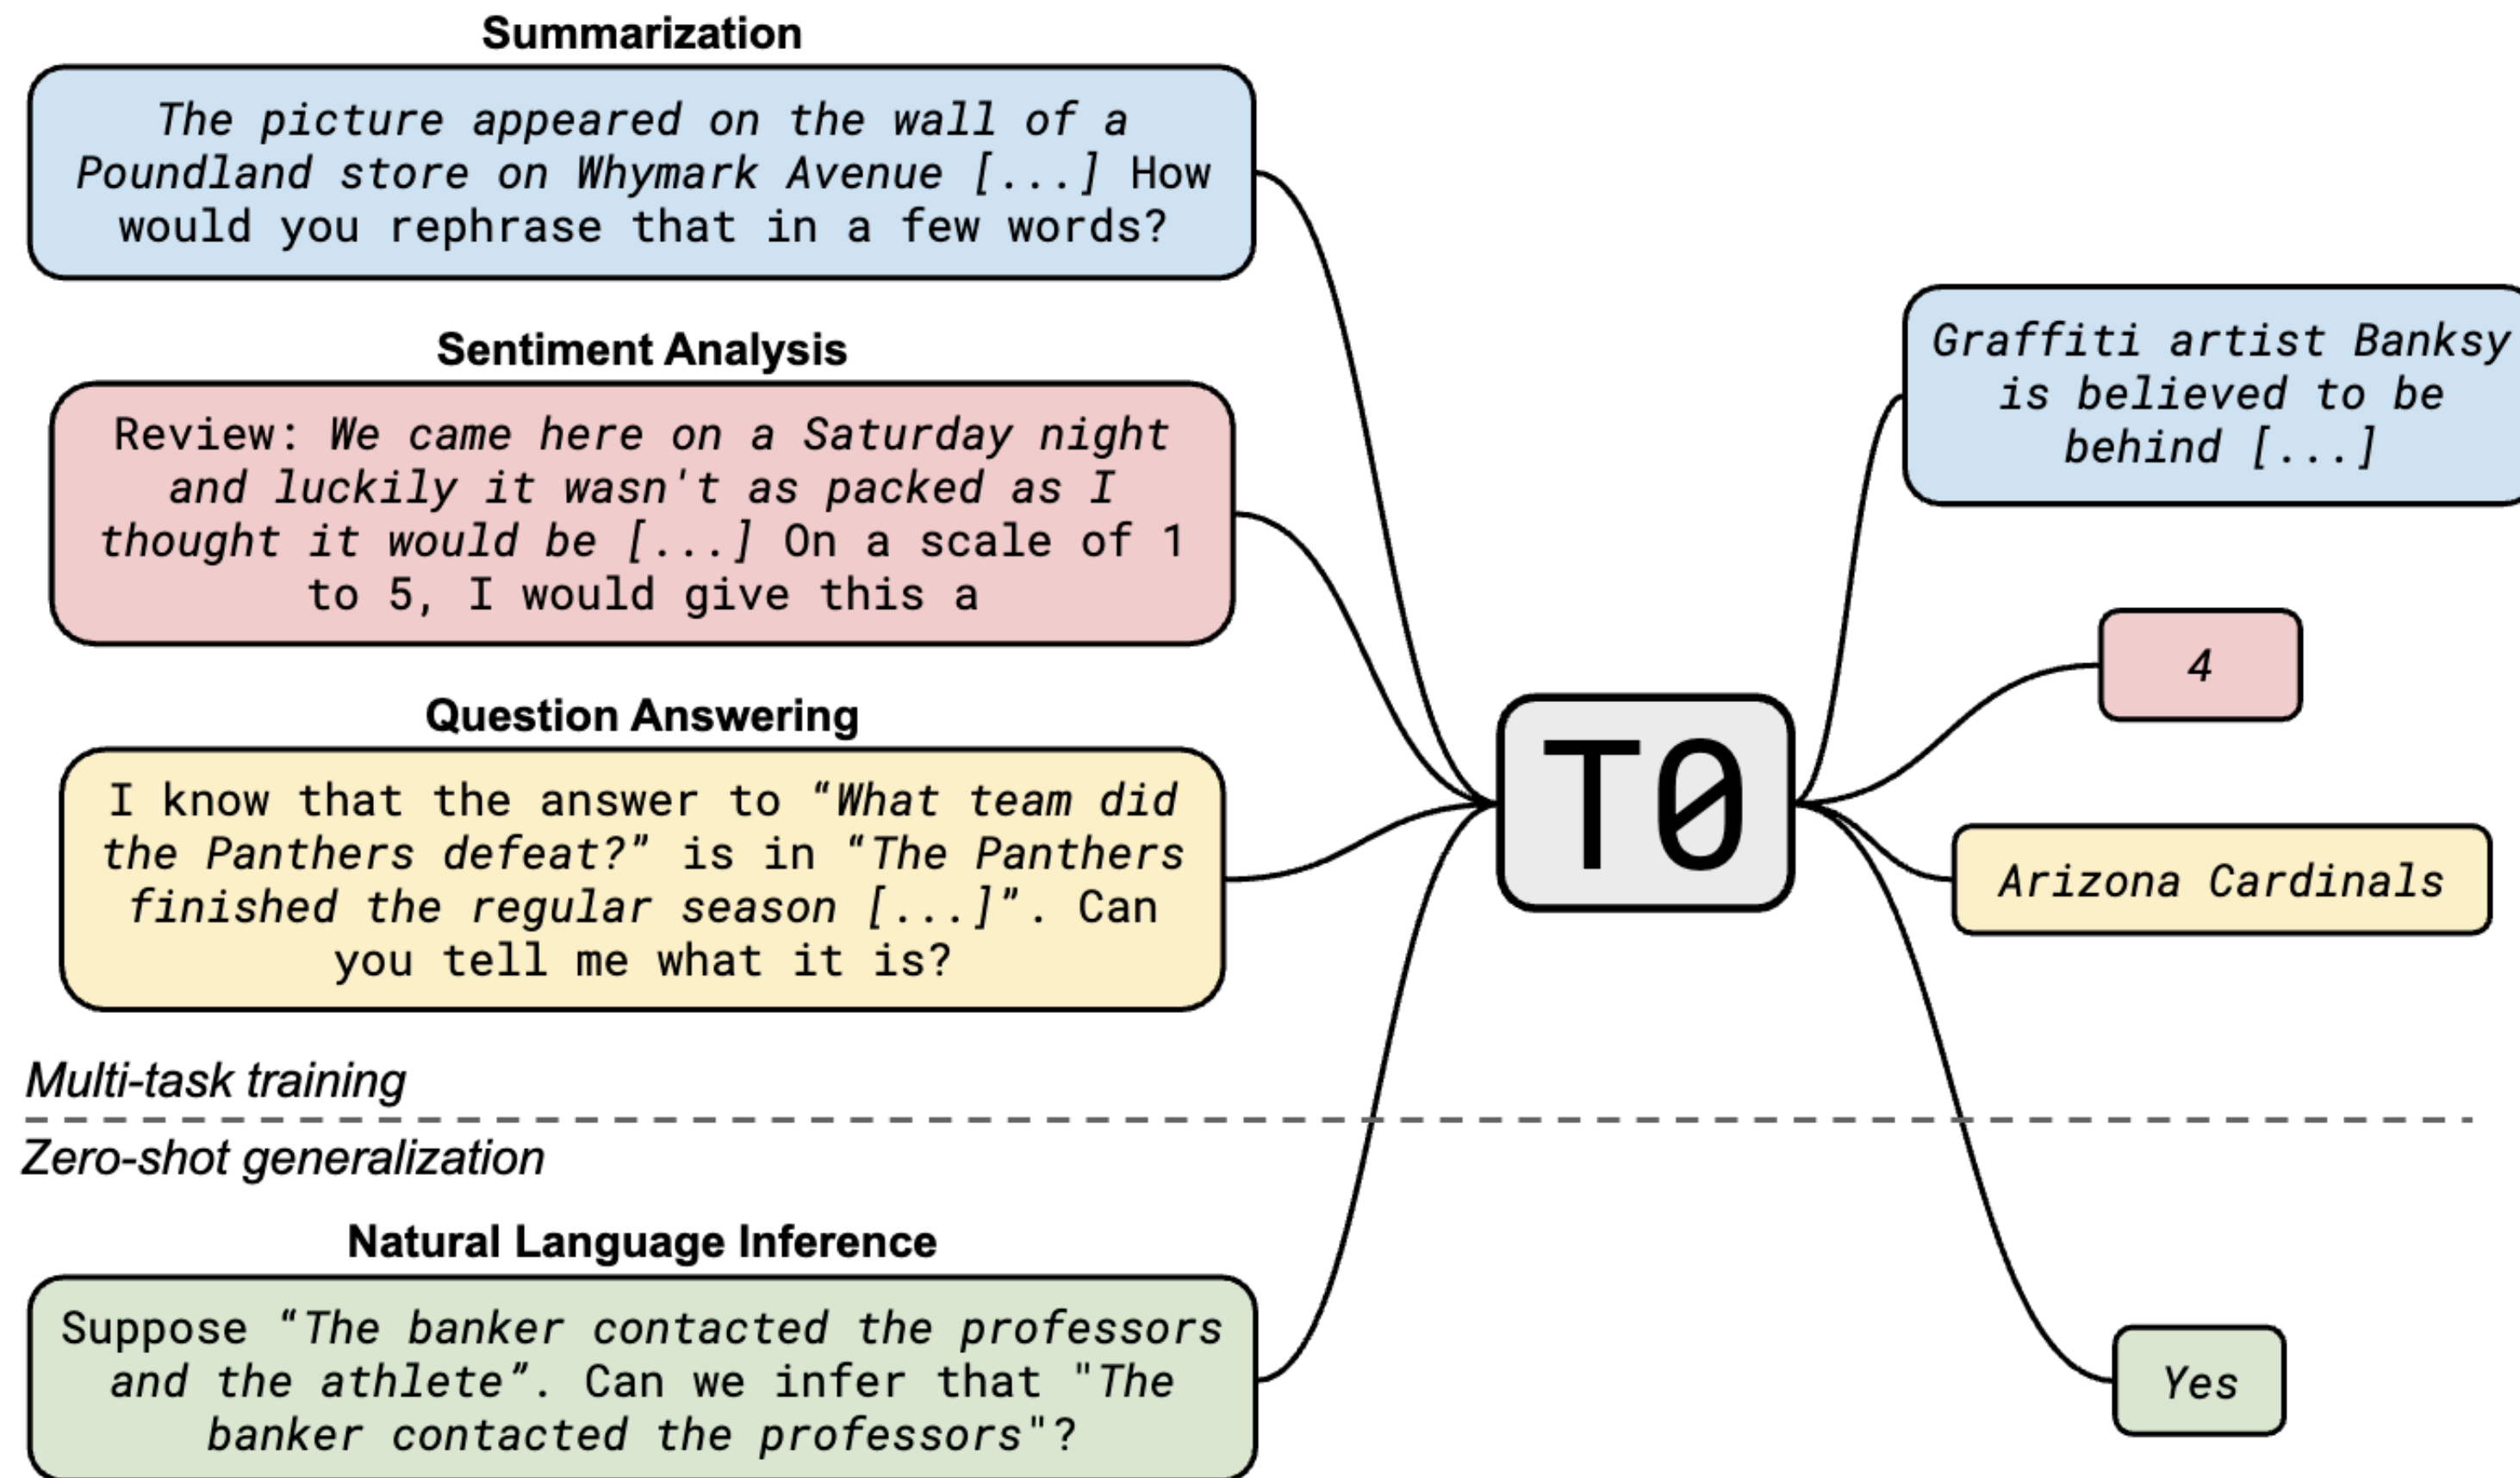 Summarization
The picture appeared on the wall of a
Poundland store on Whymark Avenue [...] How
would you rephrase that in a few words?
Sentiment Analysis
Review: We came here on a Saturday night
and luckily it wasn't as packed as I
thought it would be [...] On a scale of 1
to 5, I would give this a
Question Answering
I know that the answer to “What team did
the Panthers defeat?” is in “The Panthers
finished the regular season [...]”. Can
you tell me what it is?
Multi-task training
Zero-shot generalization
Natural Language Inference
Suppose “The banker contacted the professors
and the athlete”. Can we infer that "The
banker contacted the professors"?
T0
Graffiti artist Banksy
is believed to be
behind [...]
4
Arizona Cardinals
Yes